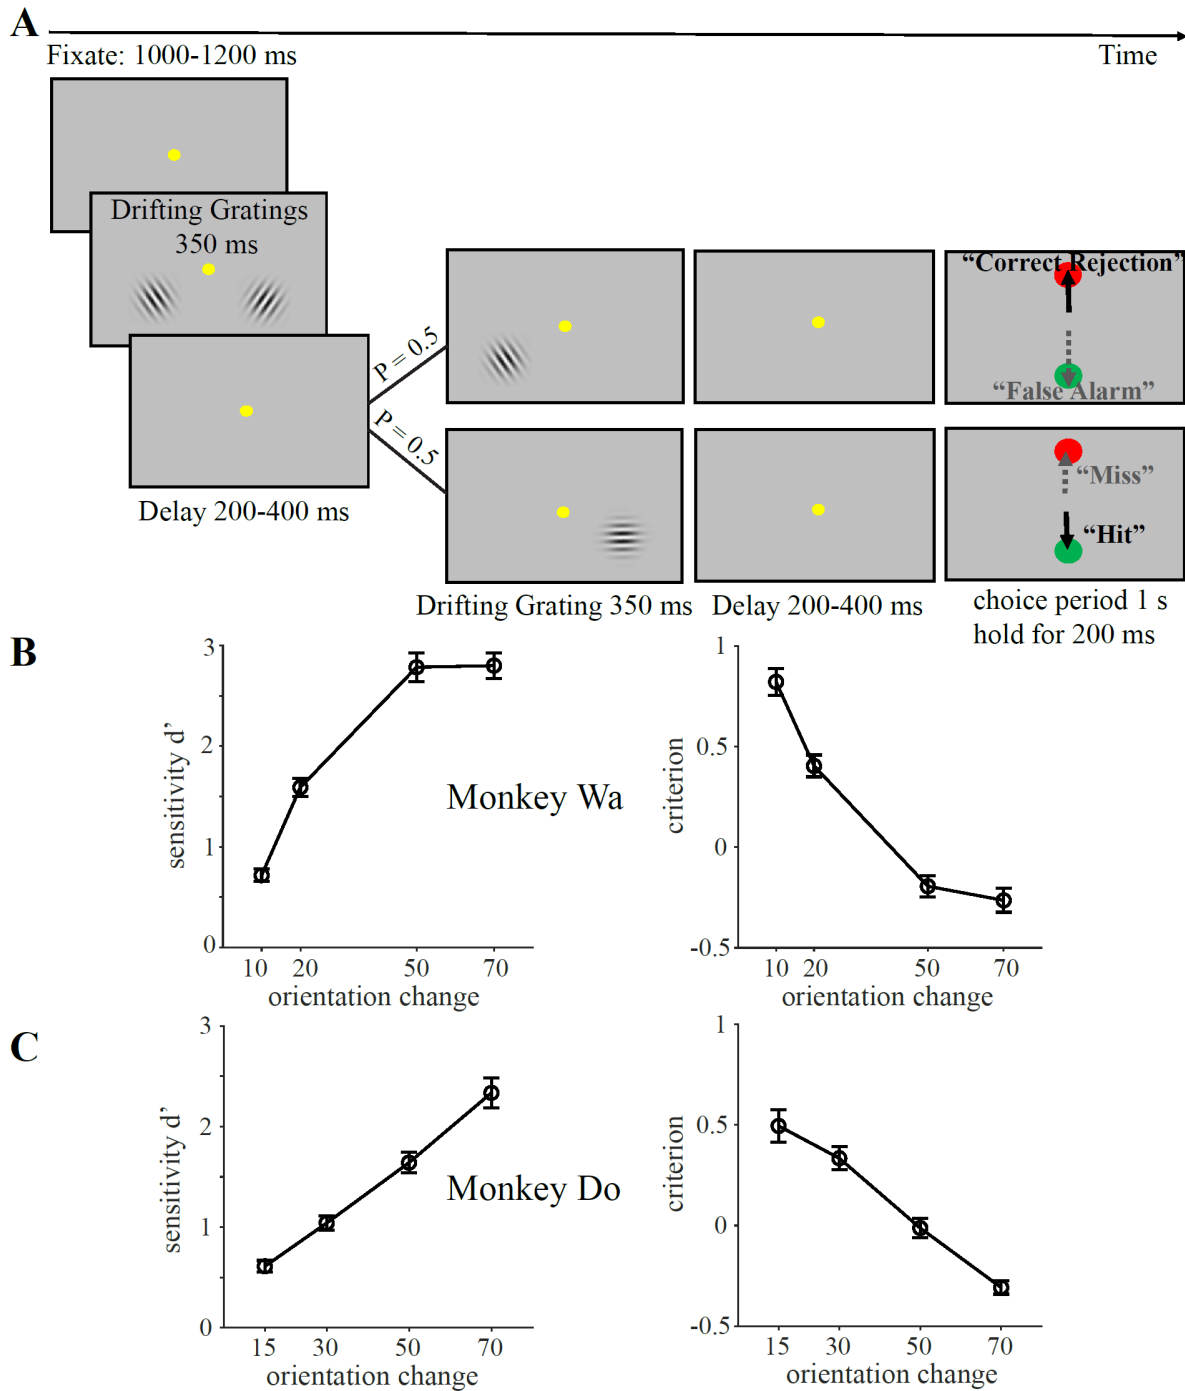 A
Fixate: 1000-1200 ms
Time
Drifting Gratings
350 ms
Delay 200-400 ms
P = 0.5
P = 0.5
“Correct Rejection”
“False Alarm”
“Miss”
“Hit”
Drifting Grating 350 ms
Delay 200-400 ms
choice period 1 s
hold for 200 ms
B
3
2
1
0
sensitivity d’
10 20 50 70
orientation change
Monkey Wa
1
0.5
0
-0.5
criterion
10 20 50 70
orientation change
C
3
2
1
0
sensitivity d’
15 30 50 70
orientation change
Monkey Do
1
0.5
0
-0.5
criterion
15 30 50 70
orientation change